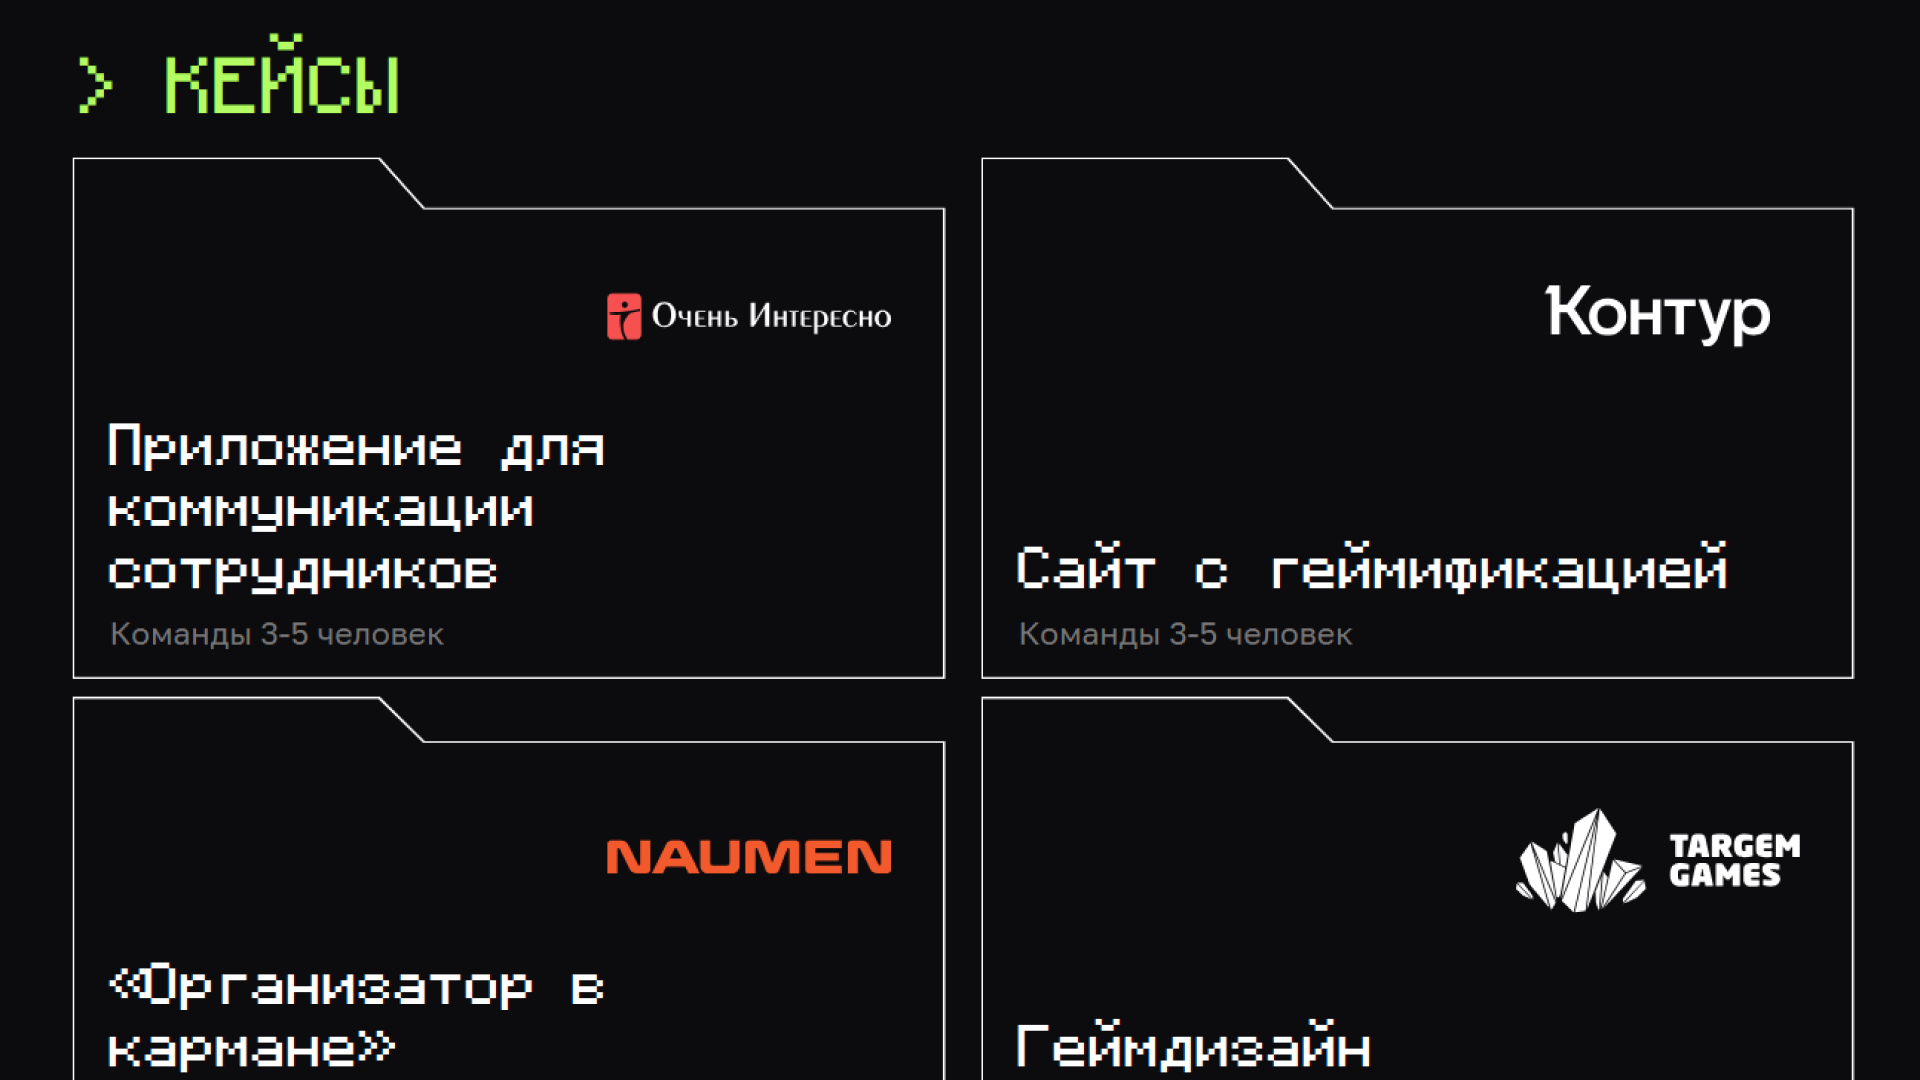 > КЕЙСЫ
Очень Интересно
Приложение для
коммуникации
сотрудников
Команды 3-5 человек
Контур
Сайт с геймификацией
Команды 3-5 человек
NAUMEN
«Организатор в
кармане»
TARGEM
GAMES
Геймдизайн